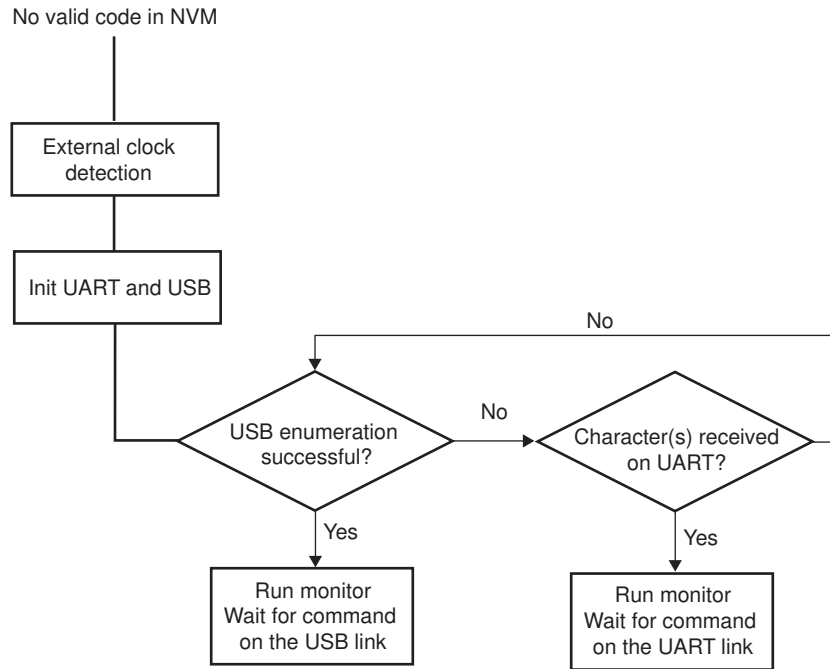 No valid code in NVM
External clock
detection
Init UART and USB
No
USB enumeration
successful?
No
Character(s) received
on UART?
Yes
Yes
Run monitor
Wait for command
on the USB link
Run monitor
Wait for command
on the UART link